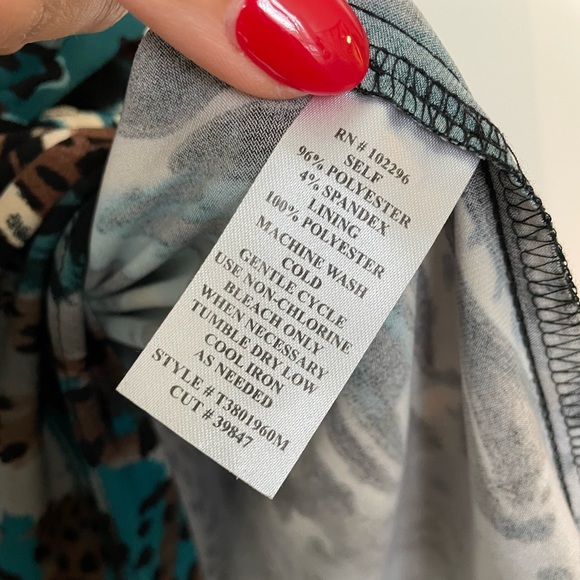 RN # 102296
SELF
96% POLYESTER
4% SPANDEX
LINING
100% POLYESTER
MACHINE WASH
COLD
GENTLE CYCLE
USE NON-CHLORINE
BLEACH ONLY
WHEN NECESSARY
TUMBLE DRY LOW
COOL IRON
AS NEEDED
STYLE # T3801960M
CUT # 39847